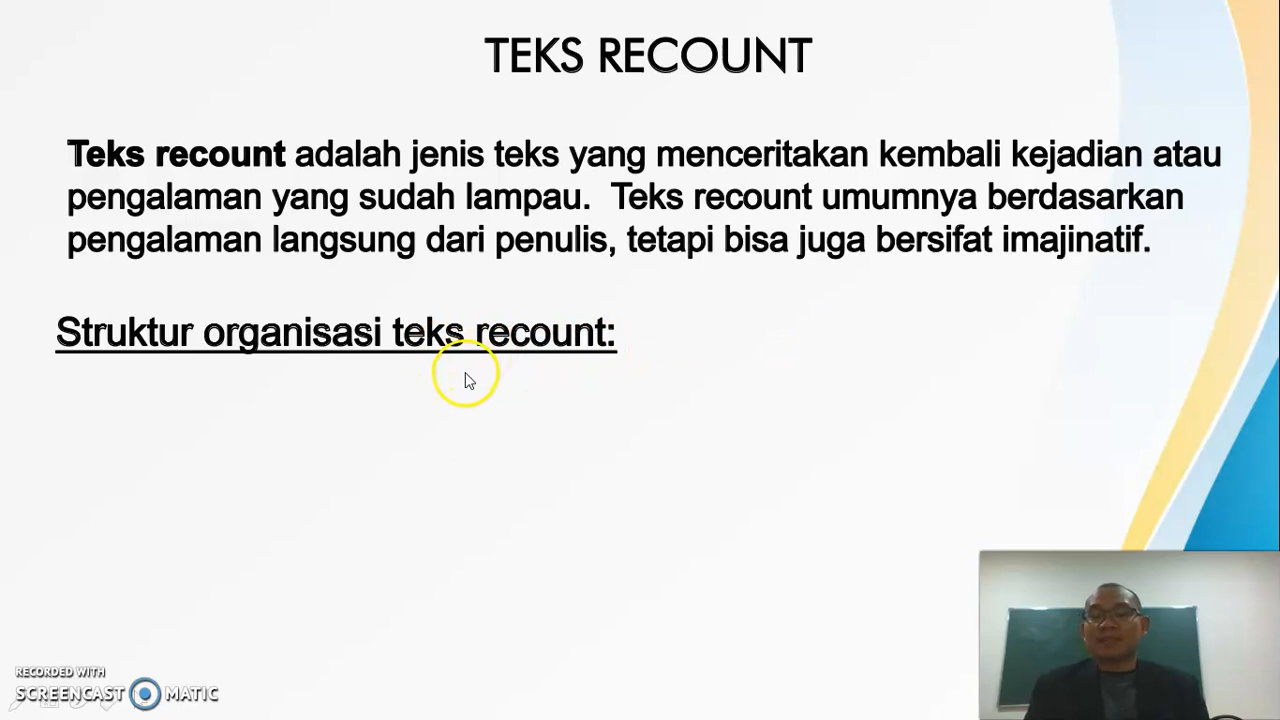 TEKS RECOUNT
Teks recount adalah jenis teks yang menceritakan kembali kejadian atau
pengalaman yang sudah lampau.  Teks recount umumnya berdasarkan
pengalaman langsung dari penulis, tetapi bisa juga bersifat imajinatif.
Struktur organisasi teks recount:
RECORDED WITH
SCREENCAST MATIC